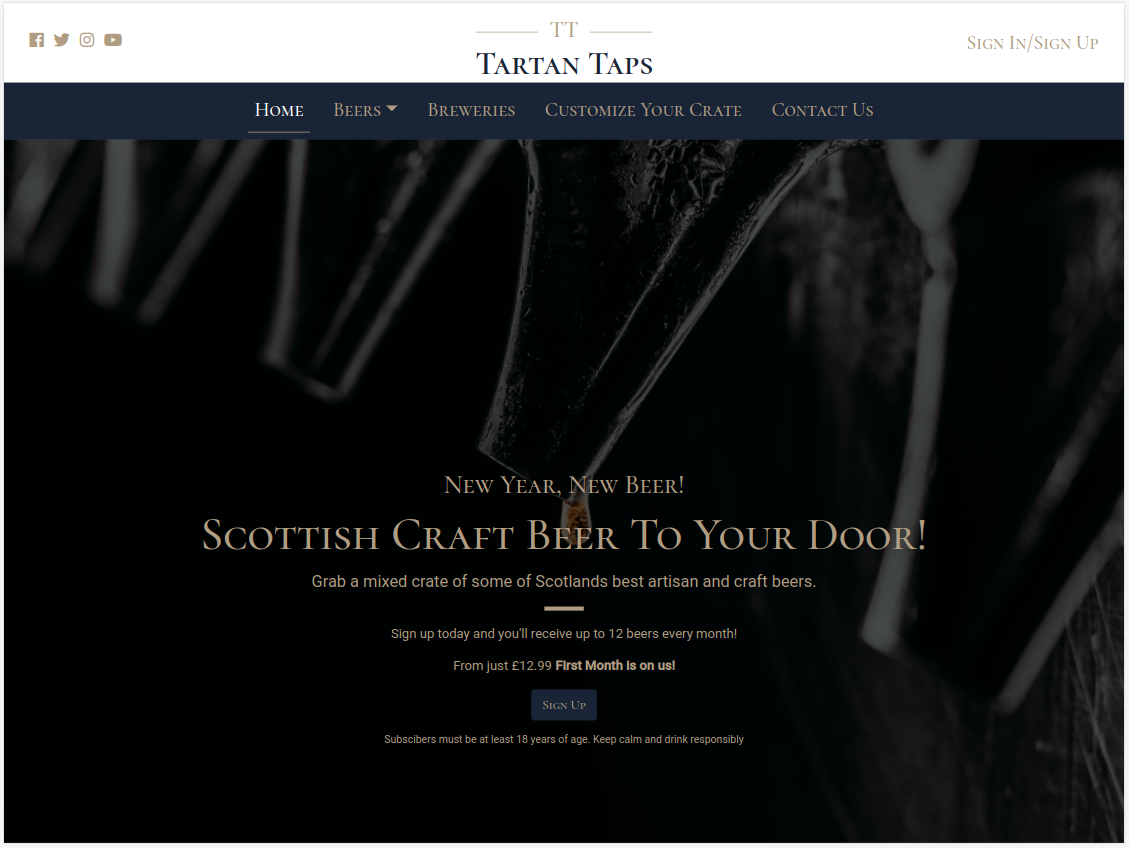 TT
Tartan Taps
Sign In/Sign Up
Home Beers Breweries Customize Your Crate Contact Us
New Year, New Beer!
Scottish Craft Beer To Your Door!
Grab a mixed crate of some of Scotlands best artisan and craft beers.
Sign up today and you'll receive up to 12 beers every month!
From just £12.99 First Month is on us!
Sign Up
Subscibers must be at least 18 years of age. Keep calm and drink responsibly